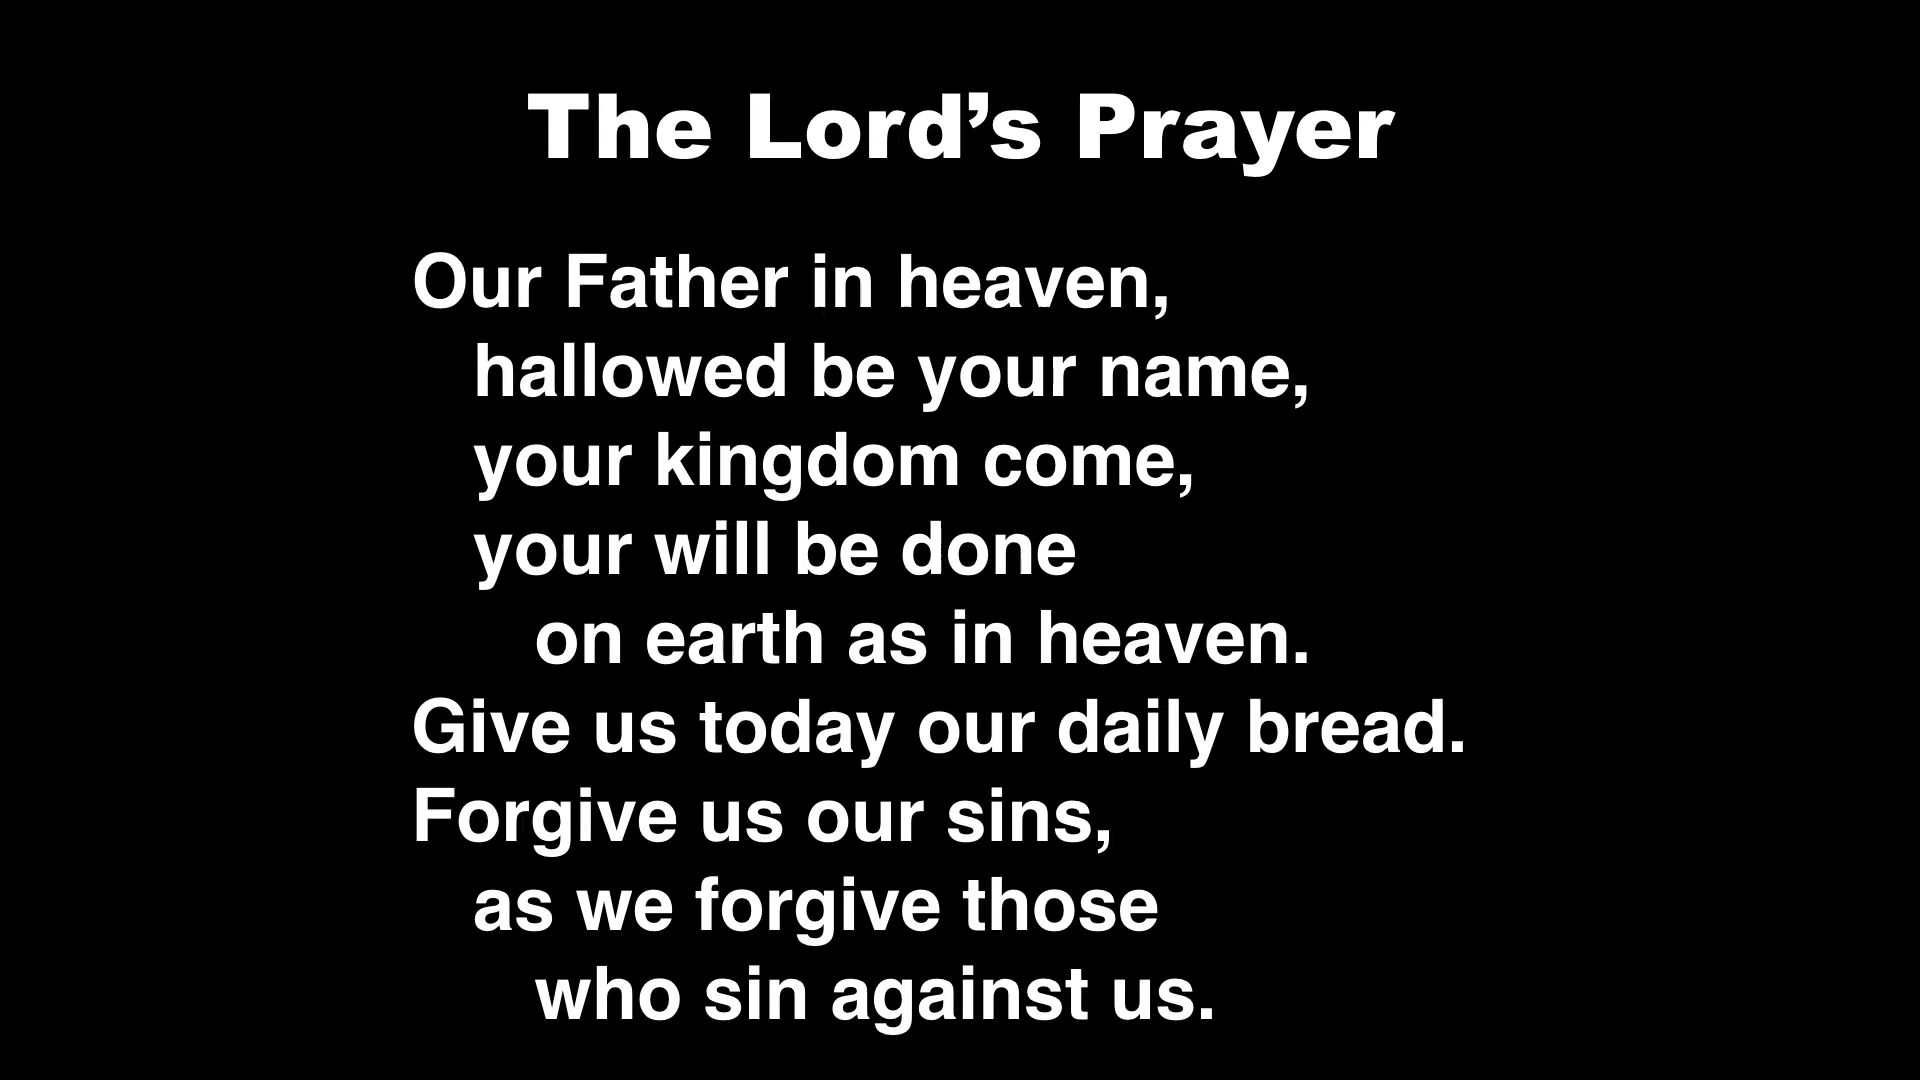 The Lord’s Prayer
Our Father in heaven,
hallowed be your name,
your kingdom come,
your will be done
on earth as in heaven.
Give us today our daily bread.
Forgive us our sins,
as we forgive those
who sin against us.